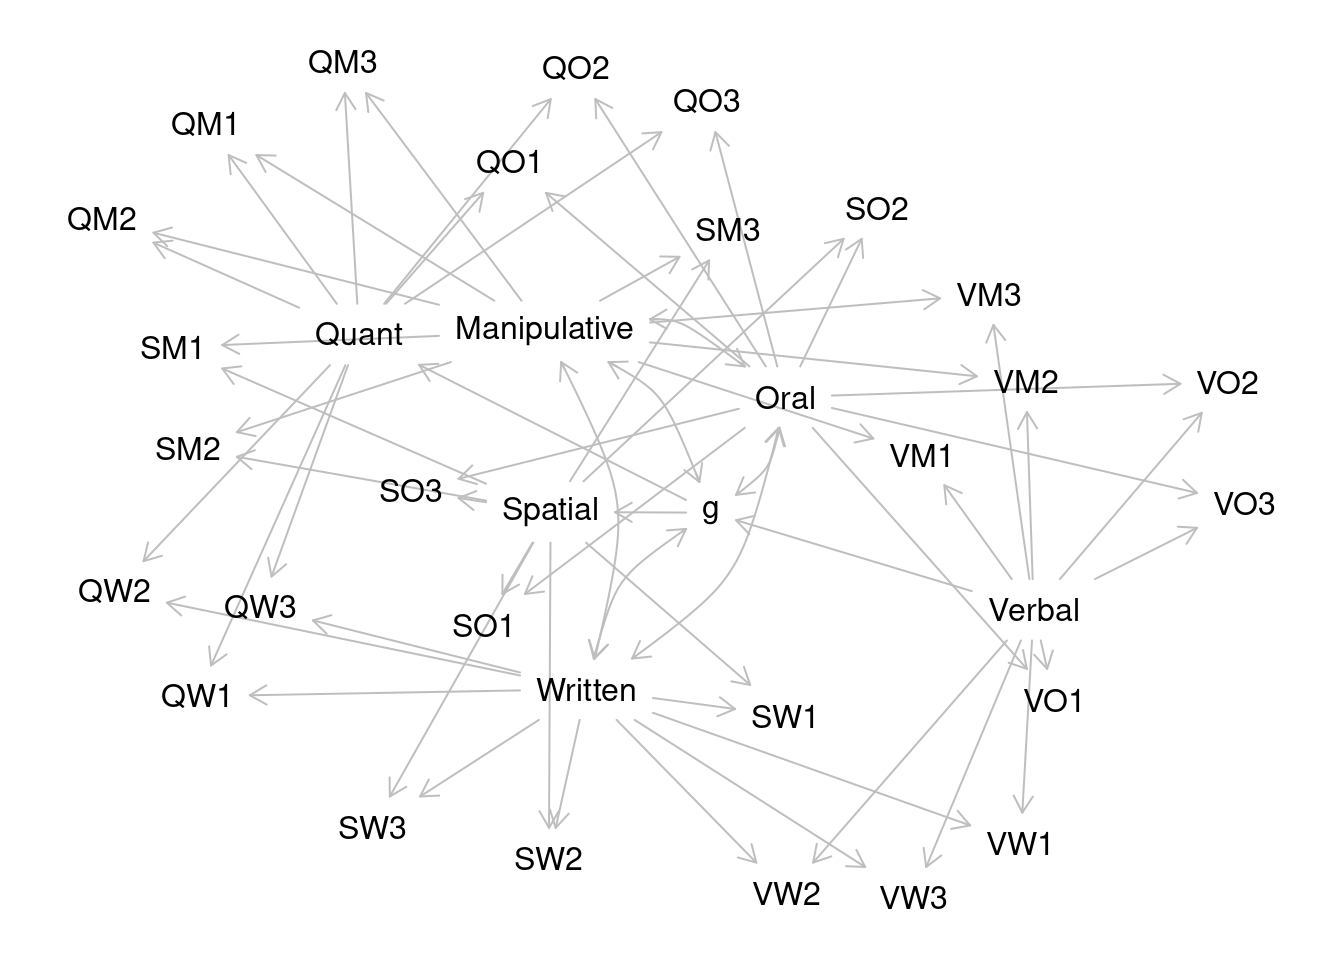 QM3
QO2
QO3
QM1
QO1
QM2
SO2
SM3
VM3
Quant
Manipulative
SM1
VM2
VO2
Oral
SM2
VM1
SO3
Spatial
g
VO3
QW2
QW3
Verbal
SO1
QW1
Written
VO1
SW1
SW3
VW1
SW2
VW2
VW3